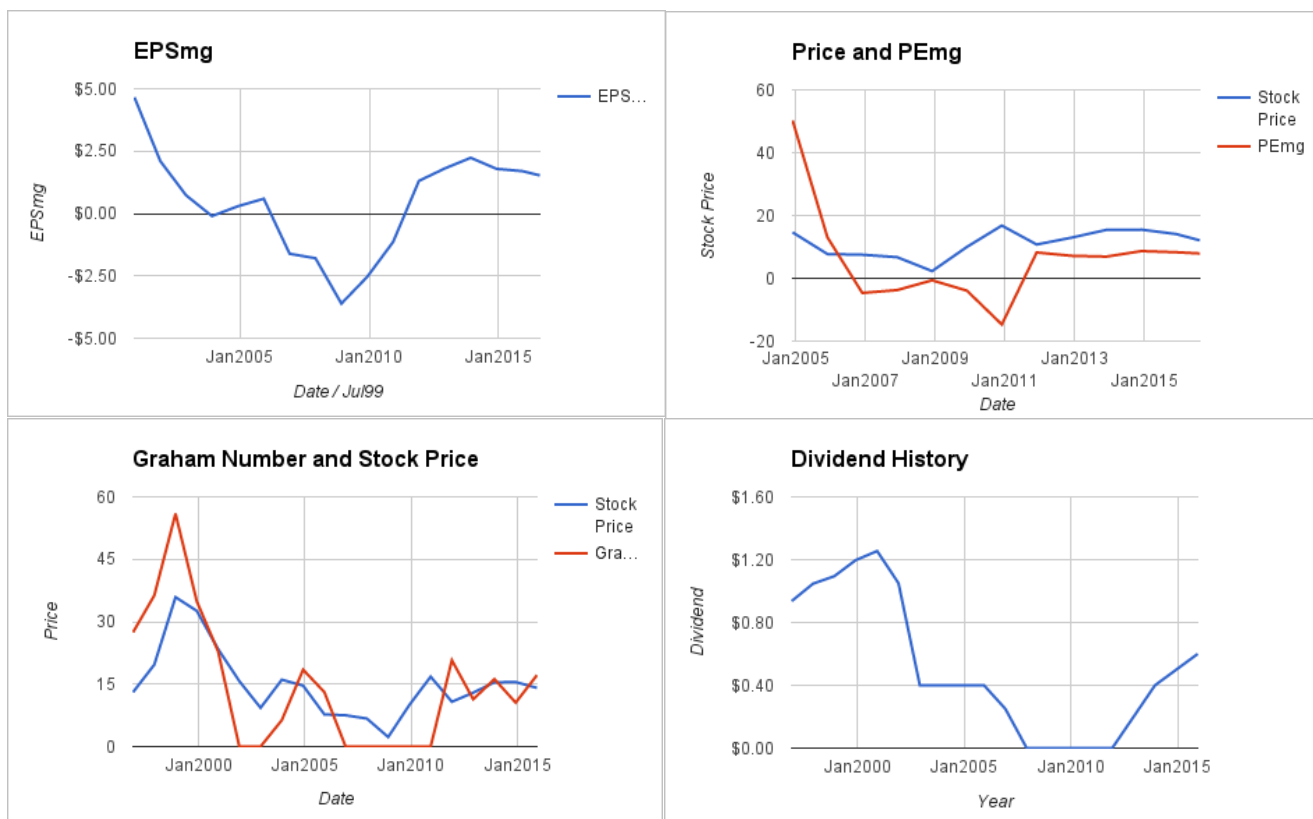 EPSmg
$5.00
$2.50
$0.00
-$2.50
-$5.00
EPSmg
Jan2005
Jan2010
Jan2015
Date / Jul99
EPS...
Price and PEmg
60
40
20
0
-20
Stock Price
Jan2005
Jan2007
Jan2009
Jan2011
Jan2013
Jan2015
Date
Stock
Price
PEmg
Graham Number and Stock Price
60
45
30
15
0
Price
Jan2000
Jan2005
Jan2010
Jan2015
Date
Stock
Price
Gra...
Dividend History
$1.60
$1.20
$0.80
$0.40
$0.00
Dividend
Jan2000
Jan2005
Jan2010
Jan2015
Year